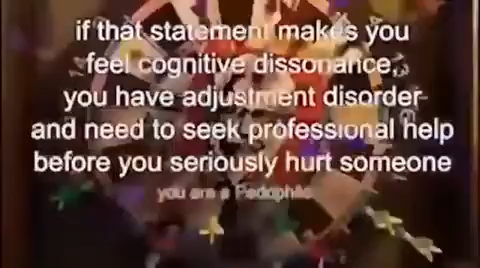 if that statement makes you
feel cognitive dissonance,
you have adjustment disorder
and need to seek professional help
before you seriously hurt someone
you are a Pedophile